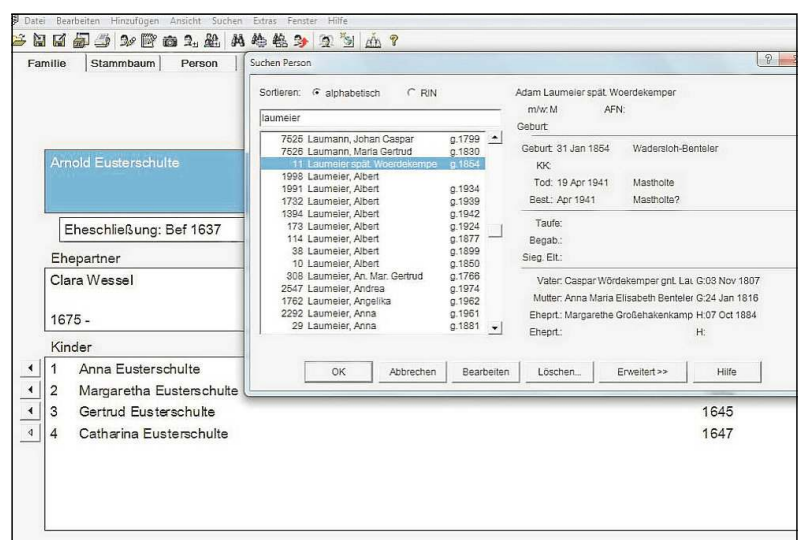 Datei Bearbeiten Hinzufügen Ansicht Suchen Extras Fenster Hilfe
Familie Stammbaum Person
Arnold Eusterschulte
Eheschließung: Bef 1637
Ehepartner
Clara Wessel
1675 -
Kinder
1 Anna Eusterschulte
2 Margaretha Eusterschulte
3 Gertrud Eusterschulte 1645
4 Catharina Eusterschulte 1647
Suchen Person
Sortieren: alphabetisch RIN
laumeier
7525 Laumann, Johan Caspar g.1799
7526 Laumann, Maria Gertrud g.1830
11 Laumeier spät. Woerdekempe g.1854
1998 Laumeier, Albert
1991 Laumeier, Albert g.1934
1732 Laumeier, Albert g.1939
1394 Laumeier, Albert g.1942
173 Laumeier, Albert g.1924
114 Laumeier, Albert g.1877
38 Laumeier, Albert g.1899
10 Laumeier, Albert g.1850
308 Laumeier, An. Mar. Gertrud g.1766
2547 Laumeier, Andrea g.1974
1762 Laumeier, Angelika g.1962
2292 Laumeier, Anna g.1961
29 Laumeier, Anna g.1881
Adam Laumeier spät. Woerdekemper
m/w: M AFN:
Geburt:
Geburt: 31 Jan 1854 Wadersloh-Benteler
KK:
Tod: 19 Apr 1941 Mastholte
Best.: Apr 1941 Mastholte?
Taufe:
Begab.:
Sieg. Elt.:
Vater: Caspar Wördekemper gnt. Lau G:03 Nov 1807
Mutter: Anna Maria Elisabeth Benteler G:24 Jan 1816
Eheprt.: Margarethe Großehakenkamp H:07 Oct 1884
Eheprt.: H:
OK Abbrechen Bearbeiten Löschen... Erweitert >> Hilfe